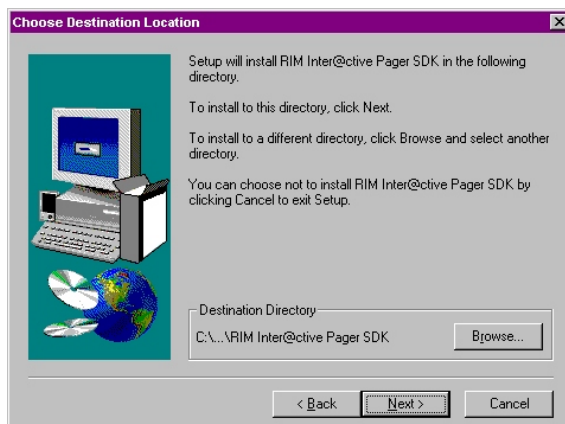 Choose Destination Location
Setup will install RIM Inter@ctive Pager SDK in the following
directory.
To install to this directory, click Next.
To install to a different directory, click Browse and select another
directory.
You can choose not to install RIM Inter@ctive Pager SDK by
clicking Cancel to exit Setup.
Destination Directory
C:\...\RIM Inter@ctive Pager SDK
Browse...
< Back
Next >
Cancel